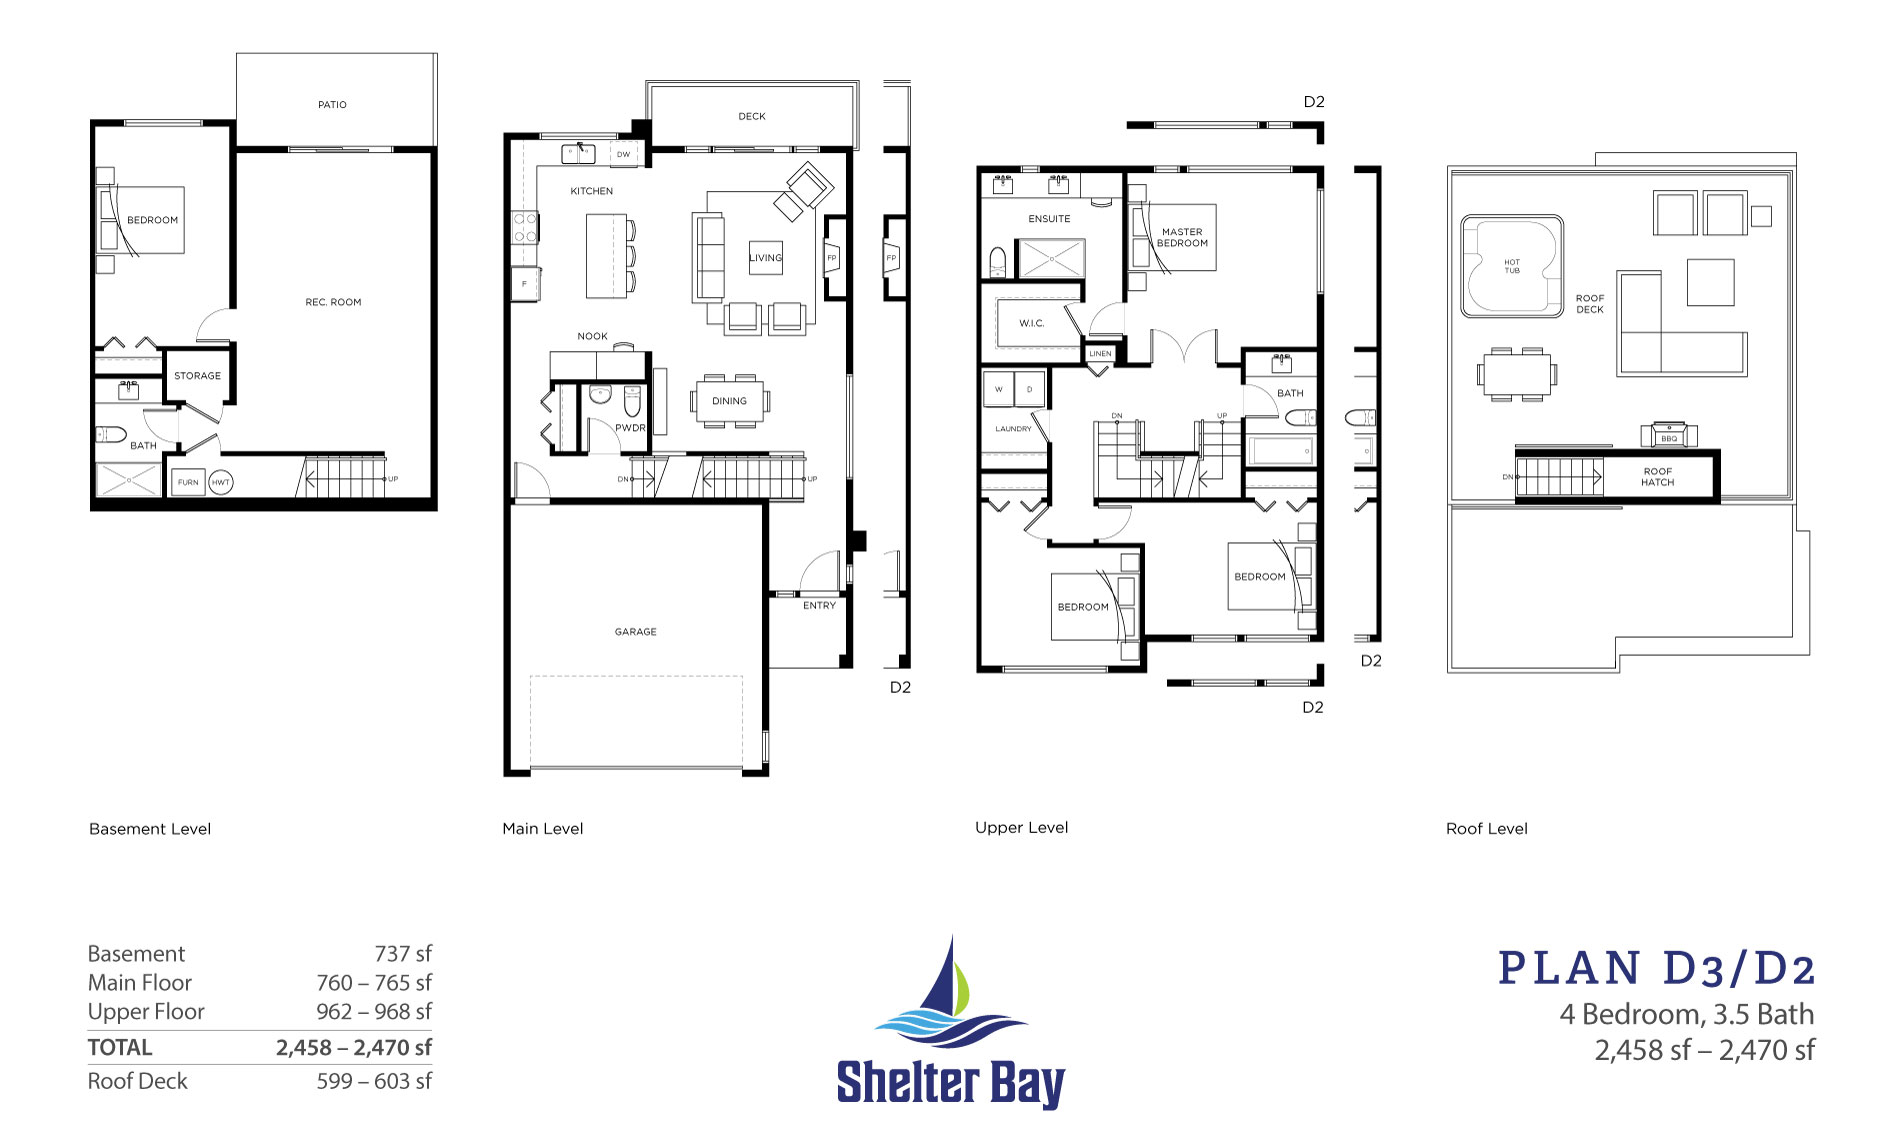 PATIO
BEDROOM
REC. ROOM
STORAGE
BATH
FURN
HWT
UP
Basement Level
DECK
DW
KITCHEN
F
LIVING
FP
FP
NOOK
DINING
PWDR
DN
UP
ENTRY
GARAGE
D2
Main Level
D2
ENSUITE
MASTER
BEDROOM
W.I.C.
LINEN
W
D
BATH
LAUNDRY
DN
UP
BEDROOM
BEDROOM
D2
D2
Upper Level
HOT
TUB
ROOF
DECK
BBQ
DN
ROOF
HATCH
Roof Level
Basement 737 sf
Main Floor 760 – 765 sf
Upper Floor 962 – 968 sf
TOTAL 2,458 – 2,470 sf
Roof Deck 599 – 603 sf
Shelter Bay
PLAN D3/D2
4 Bedroom, 3.5 Bath
2,458 sf – 2,470 sf